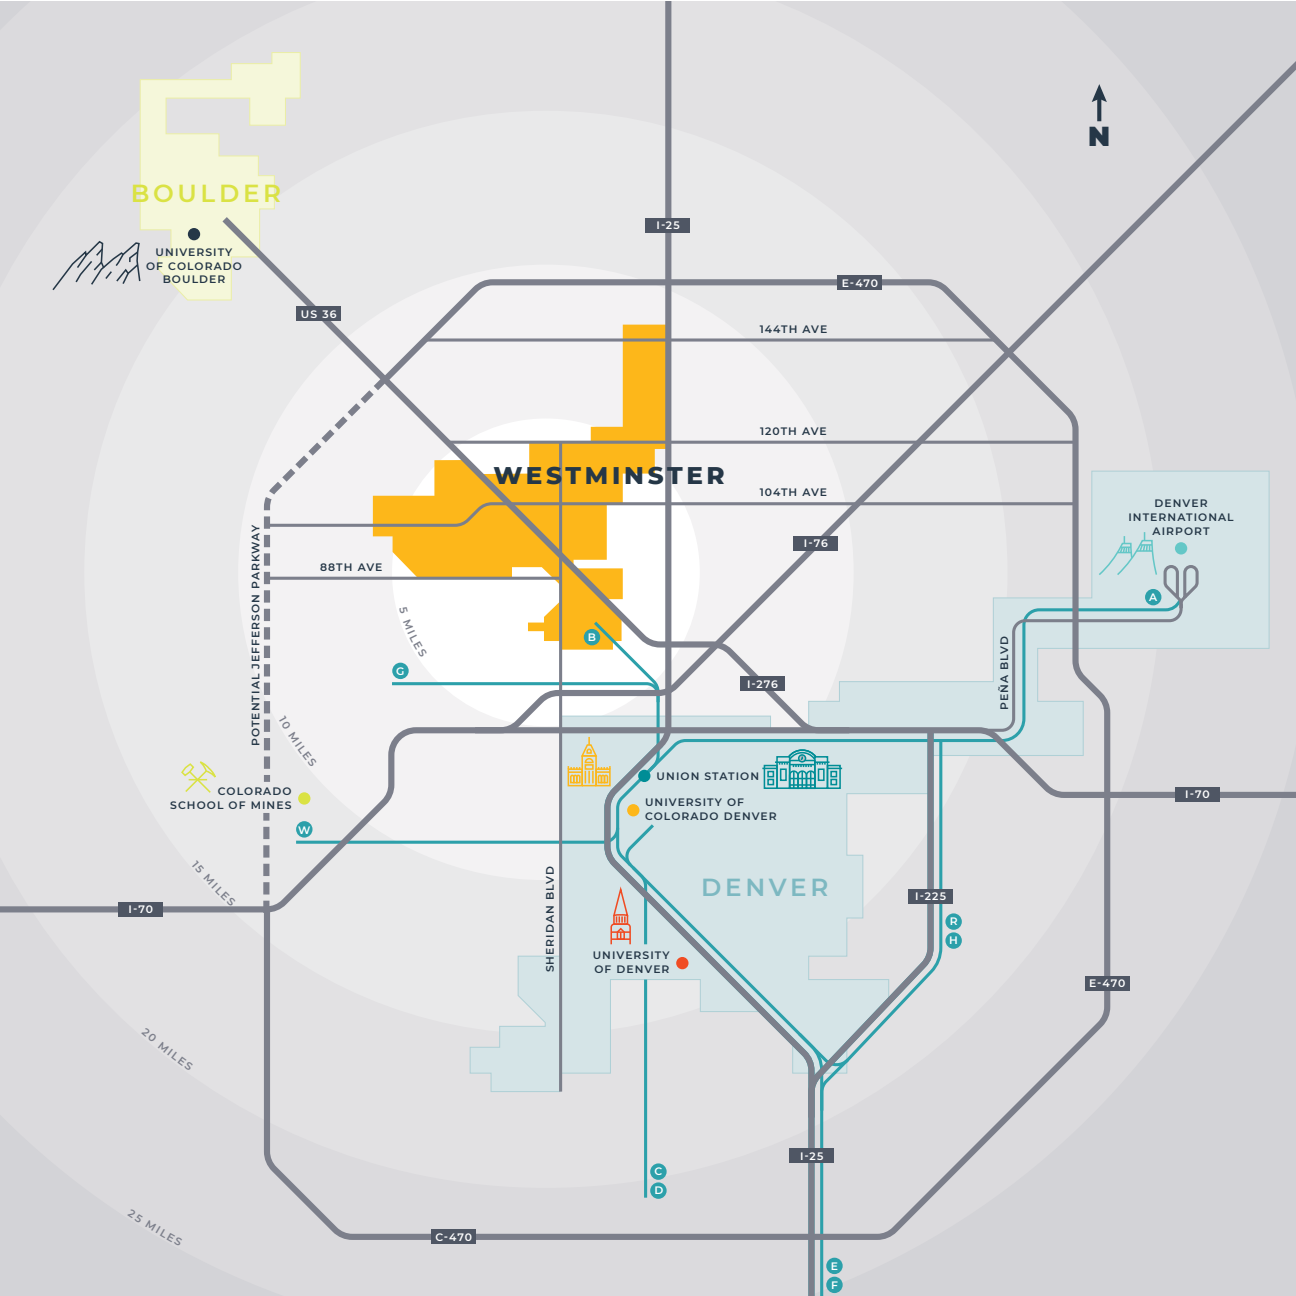 BOULDER
UNIVERSITY
OF COLORADO
BOULDER
N
I-25
E-470
US 36
144TH AVE
120TH AVE
WESTMINSTER
104TH AVE
I-76
88TH AVE
DENVER
INTERNATIONAL
AIRPORT
A
B
G
5 MILES
POTENTIAL JEFFERSON PARKWAY
PEÑA BLVD
I-276
10 MILES
COLORADO
SCHOOL OF MINES
UNION STATION
I-70
UNIVERSITY OF
COLORADO DENVER
W
15 MILES
DENVER
I-70
I-225
SHERIDAN BLVD
R
H
UNIVERSITY
OF DENVER
E-470
20 MILES
I-25
C
D
25 MILES
C-470
E
F